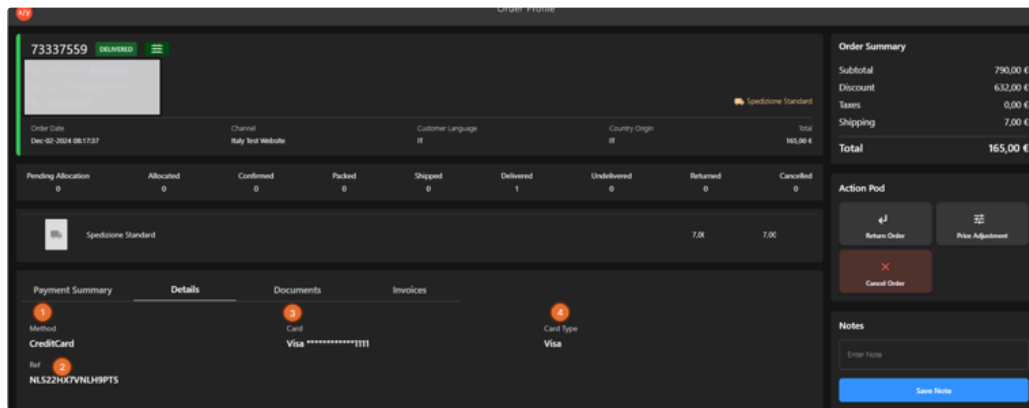 x/y
Order Profile
73337559 DELIVERED
Spedizione Standard
Order Date Channel Customer Language Country Origin Total
Dec-02-2024 08:17:37 Italy Test Website IT IT 165,00 €
Pending Allocation Allocated Confirmed Packed Shipped Delivered Undelivered Returned Cancelled
0 0 0 0 0 1 0 0 0
Spedizione Standard 7,0 7,00
Payment Summary Details Documents Invoices
1 3 4
Method Card Card Type
CreditCard Visa ************1111 Visa
Ref 2
NL522HX7VNLH9PT5
Order Summary
Subtotal 790,00 €
Discount 632,00 €
Taxes 0,00 €
Shipping 7,00 €
Total 165,00 €
Action Pod
Return Order Price Adjustment
Cancel Order
Notes
Enter Note
Save Note